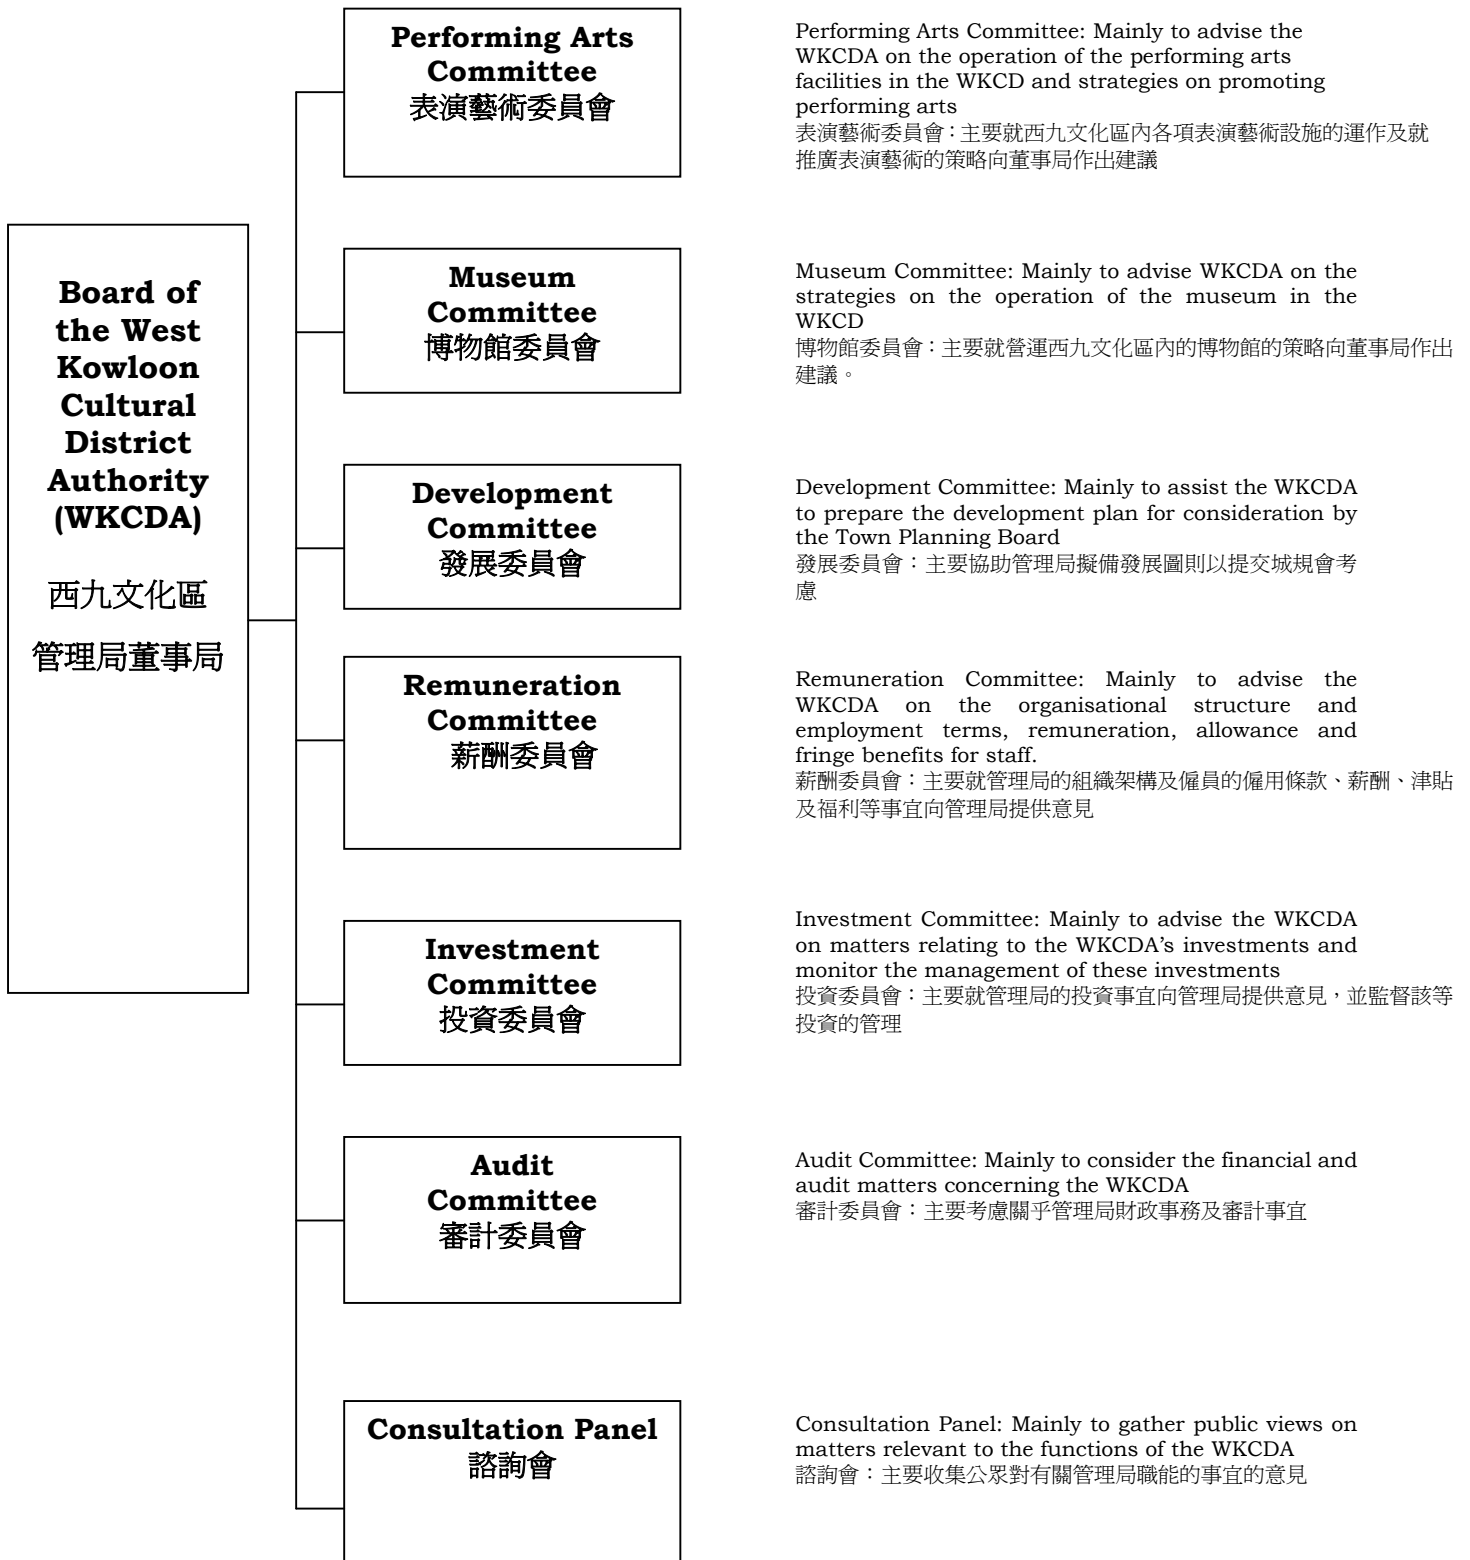 Board of
the West
Kowloon
Cultural
District
Authority
(WKCDA)
西九文化區
管理局董事局
Performing Arts
Committee
表演藝術委員會
Performing Arts Committee: Mainly to advise the
WKCDA on the operation of the performing arts
facilities in the WKCD and strategies on promoting
performing arts
表演藝術委員會：主要就西九文化區內各項表演藝術設施的運作及就
推廣表演藝術的策略向董事局作出建議
Museum
Committee
博物館委員會
Museum Committee: Mainly to advise WKCDA on the
strategies on the operation of the museum in the
WKCD
博物館委員會：主要就營運西九文化區內的博物館的策略向董事局作出
建議。
Development
Committee
發展委員會
Development Committee: Mainly to assist the WKCDA
to prepare the development plan for consideration by
the Town Planning Board
發展委員會：主要協助管理局擬備發展圖則以提交城規會考
慮
Remuneration
Committee
薪酬委員會
Remuneration Committee: Mainly to advise the
WKCDA on the organisational structure and
employment terms, remuneration, allowance and
fringe benefits for staff.
薪酬委員會：主要就管理局的組織架構及僱員的僱用條款、薪酬、津貼
及福利等事宜向管理局提供意見
Investment
Committee
投資委員會
Investment Committee: Mainly to advise the WKCDA
on matters relating to the WKCDA’s investments and
monitor the management of these investments
投資委員會：主要就管理局的投資事宜向管理局提供意見，並監督該等
投資的管理
Audit
Committee
審計委員會
Audit Committee: Mainly to consider the financial and
audit matters concerning the WKCDA
審計委員會：主要考慮關乎管理局財政事務及審計事宜
Consultation Panel
諮詢會
Consultation Panel: Mainly to gather public views on
matters relevant to the functions of the WKCDA
諮詢會：主要收集公眾對有關管理局職能的事宜的意見